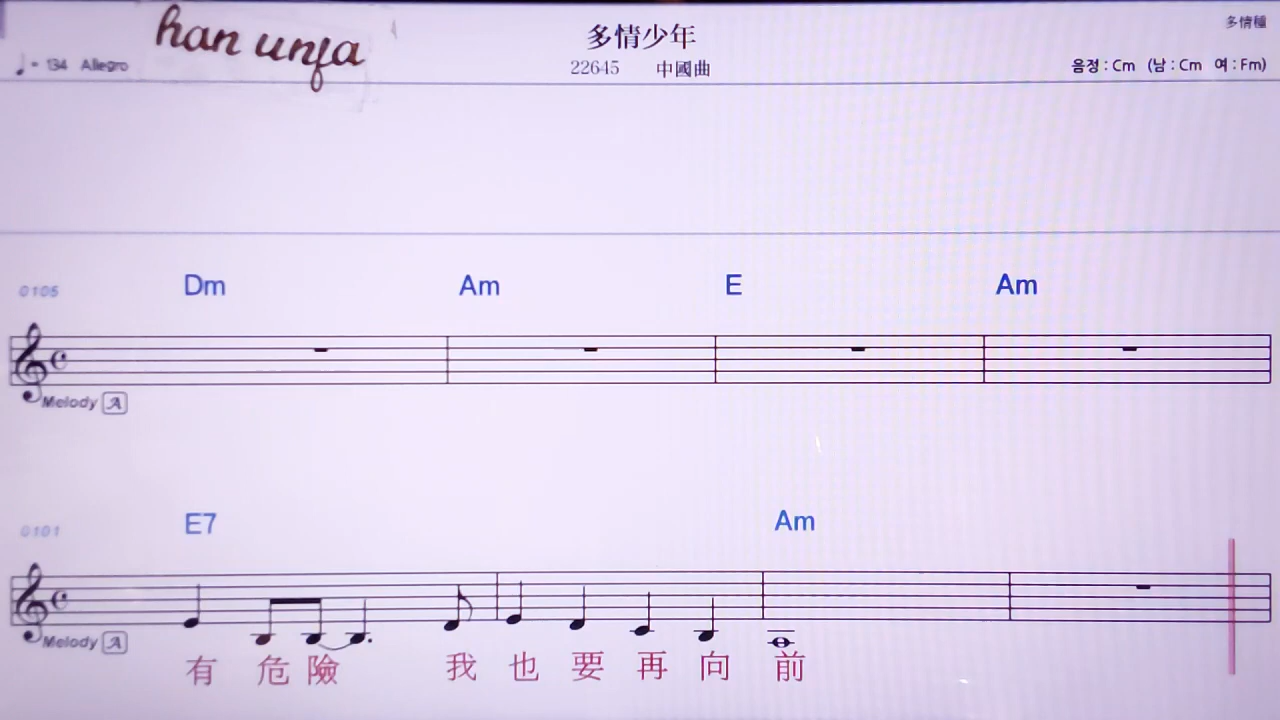 han unfa
多情少年
多情種
♩= 134 Allegro
22645 中國曲
음정 : Cm (남 : Cm 여 : Fm)
0105 Dm Am E Am
Melody A
0101 E7 Am
Melody A
有 危 險 我 也 要 再 向 前